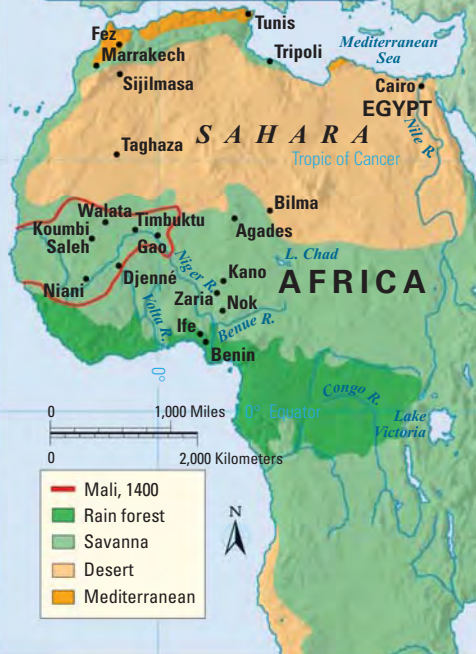 Tunis
Fez
Marrakech
Tripoli
Mediterranean
Sea
Sijilmasa
Cairo
EGYPT
SAHARA
Nile R.
Taghaza
Tropic of Cancer
Bilma
Walata
Timbuktu
Koumbi
Saleh
Agades
Gao
L. Chad
Niger R.
Djenné
Kano
AFRICA
Niani
Zaria
Nok
Volta R.
Ife
Benue R.
Benin
0°
Congo R.
0 1,000 Miles
0° Equator
Lake
Victoria
0 2,000 Kilometers
N
Mali, 1400
Rain forest
Savanna
Desert
Mediterranean